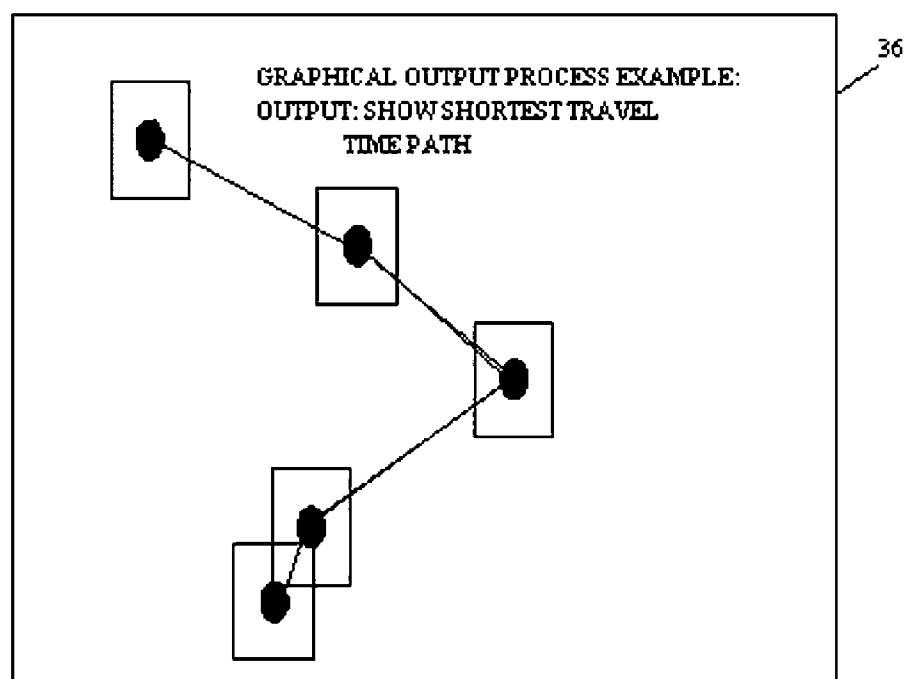 GRAPHICAL OUTPUT PROCESS EXAMPLE:
OUTPUT: SHOW SHORTEST TRAVEL
TIME PATH
36